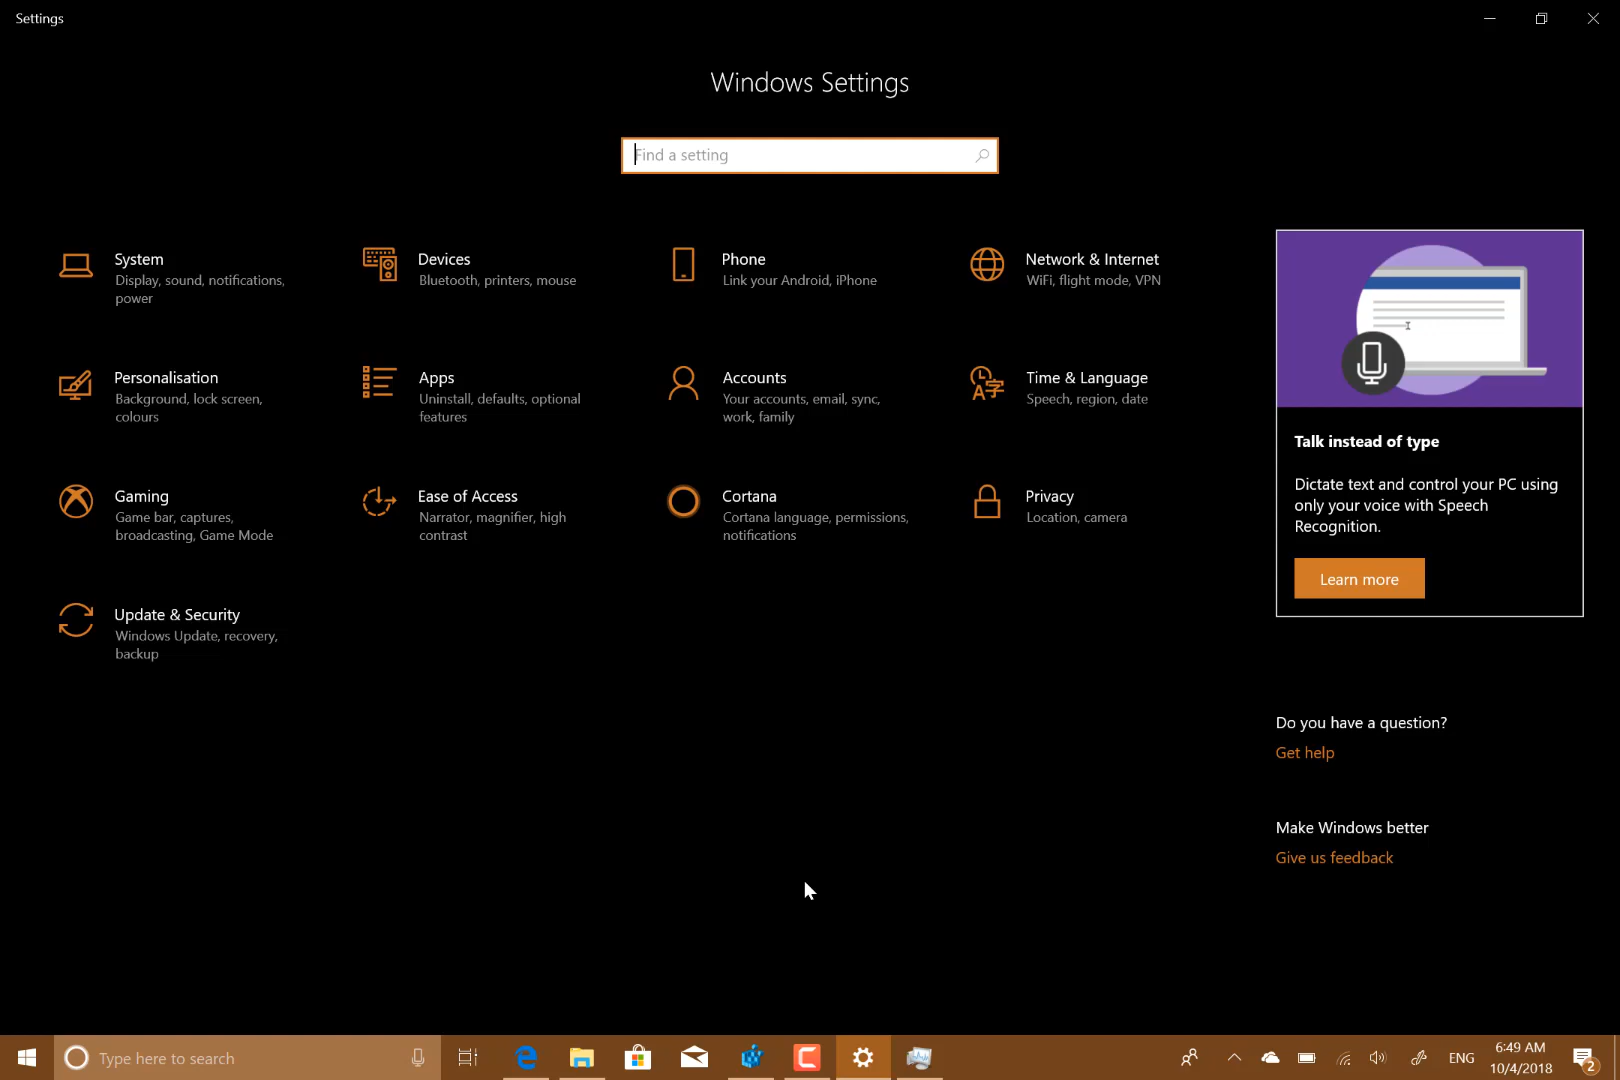 Settings
Windows Settings
Find a setting
System
Display, sound, notifications,
power
Devices
Bluetooth, printers, mouse
Phone
Link your Android, iPhone
Network & Internet
WiFi, flight mode, VPN
Personalisation
Background, lock screen,
colours
Apps
Uninstall, defaults, optional
features
Accounts
Your accounts, email, sync,
work, family
Time & Language
Speech, region, date
Gaming
Game bar, captures,
broadcasting, Game Mode
Ease of Access
Narrator, magnifier, high
contrast
Cortana
Cortana language, permissions,
notifications
Privacy
Location, camera
Update & Security
Windows Update, recovery,
backup
Talk instead of type
Dictate text and control your PC using
only your voice with Speech
Recognition.
Learn more
Do you have a question?
Get help
Make Windows better
Give us feedback
Type here to search
ENG
6:49 AM
10/4/2018
2